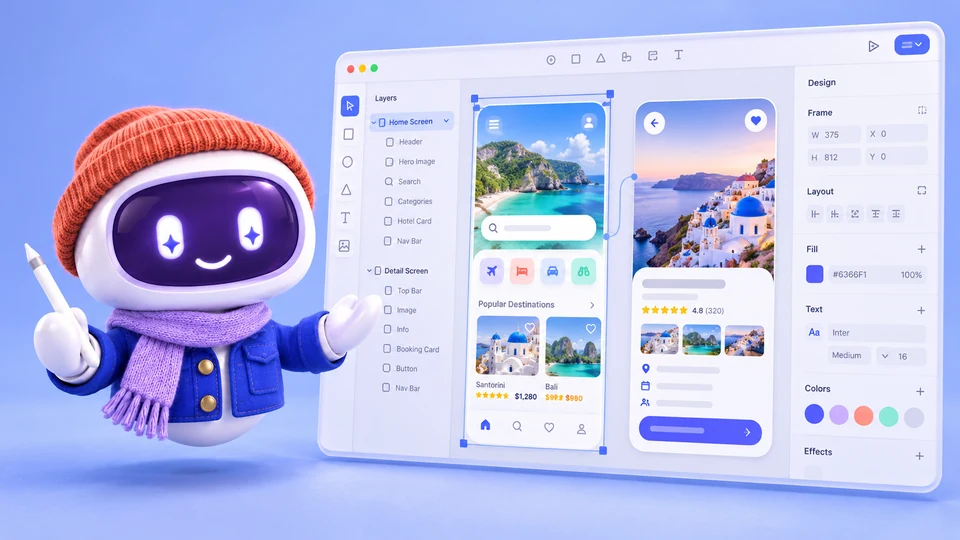 Layers
Home Screen
Header
Hero Image
Search
Categories
Hotel Card
Nav Bar
Detail Screen
Top Bar
Image
Info
Booking Card
Button
Nav Bar
T
T
Popular Destinations
Santorini
$1,280
Bali
$980
4.8 (320)
Design
Frame
W 375
X 0
H 812
Y 0
Layout
Fill
#6366F1
100%
Text
Aa
Inter
Medium
16
Colors
Effects